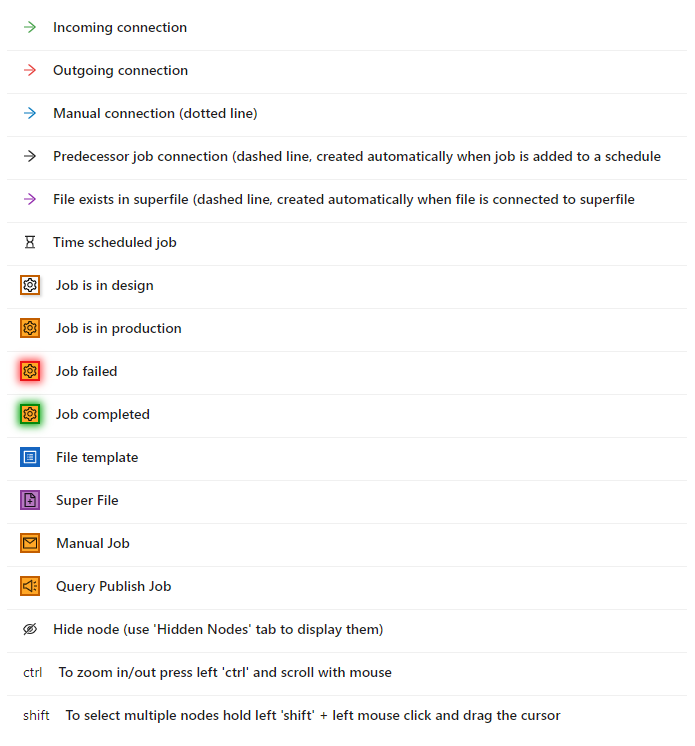 Incoming connection
Outgoing connection
Manual connection (dotted line)
Predecessor job connection (dashed line, created automatically when job is added to a schedule
File exists in superfile (dashed line, created automatically when file is connected to superfile
Time scheduled job
Job is in design
Job is in production
Job failed
Job completed
File template
Super File
Manual Job
Query Publish Job
Hide node (use 'Hidden Nodes' tab to display them)
ctrl To zoom in/out press left 'ctrl' and scroll with mouse
shift To select multiple nodes hold left 'shift' + left mouse click and drag the cursor